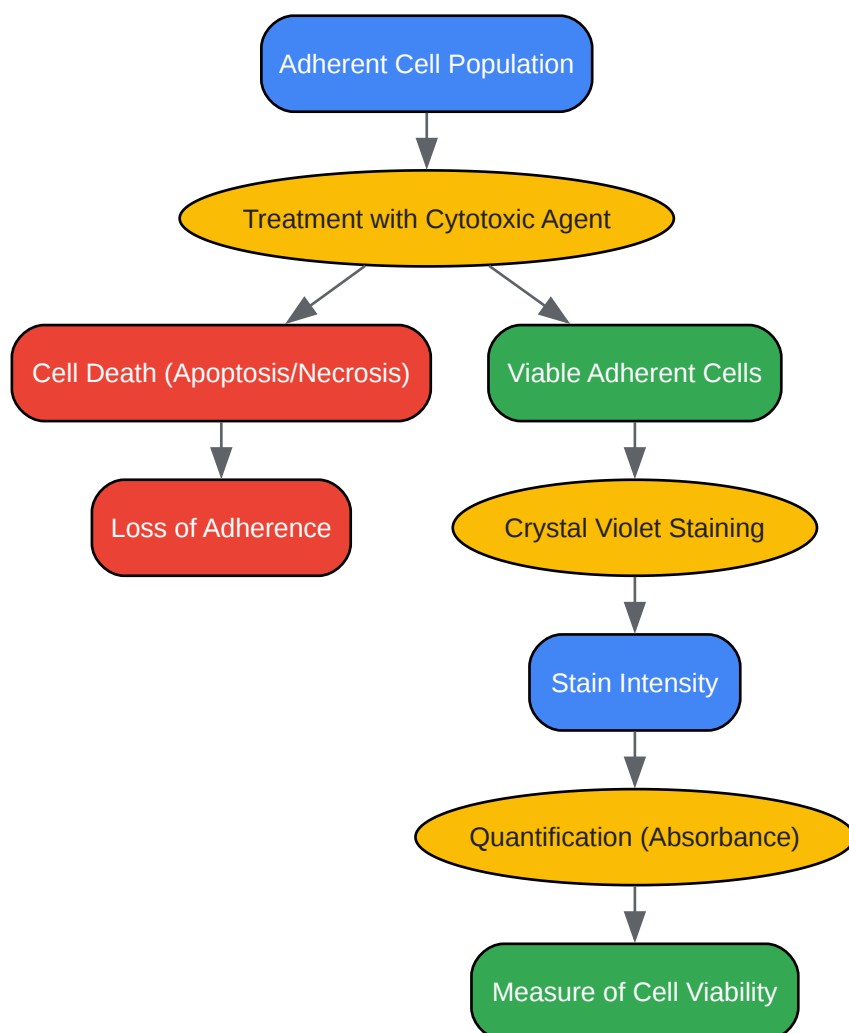 Adherent Cell Population
Treatment with Cytotoxic Agent
Cell Death (Apoptosis/Necrosis)
Viable Adherent Cells
Loss of Adherence
Crystal Violet Staining
Stain Intensity
Quantification (Absorbance)
Measure of Cell Viability